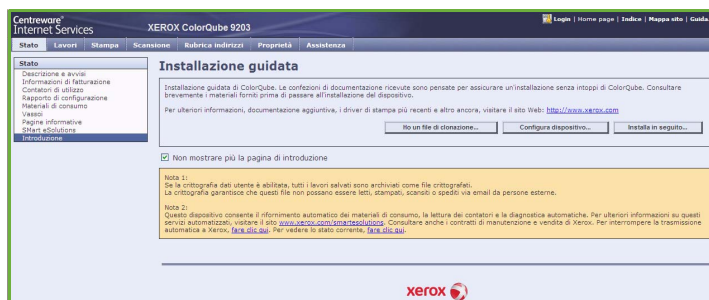 Centreware®
Internet Services
XEROX ColorQube 9203
Login | Home page | Indice | Mappa sito | Guida
Stato Lavori Stampa Scansione Rubrica indirizzi Proprietà Assistenza
Stato
Descrizione e avvisi
Informazioni di fatturazione
Contatori di utilizzo
Rapporto di configurazione
Materiali di consumo
Vassoi
Pagine informative
SMart eSolutions
Introduzione
Installazione guidata
Installazione guidata di ColorQube. Le confezioni di documentazione ricevute sono pensate per assicurare un'installazione senza intoppi di ColorQube. Consultare
brevemente i materiali forniti prima di passare all'installazione del dispositivo.
Per ulteriori informazioni, documentazione aggiuntiva, i driver di stampa più recenti e altro ancora, visitare il sito Web: http://www.xerox.com
Ho un file di clonazione... Configura dispositivo... Installa in seguito...
Non mostrare più la pagina di introduzione
Nota 1:
Se la crittografia dati utente è abilitata, tutti i lavori salvati sono archiviati come file crittografati.
La crittografia garantisce che questi file non possano essere letti, stampati, scansiti o spediti via email da persone esterne.
Nota 2:
Questo dispositivo consente il rifornimento automatico dei materiali di consumo, la lettura dei contatori e la diagnostica automatiche. Per ulteriori informazioni su questi
servizi automatizzati, visitare il sito www.xerox.com/smartesolutions. Consultare anche i contratti di manutenzione e vendita di Xerox. Per interrompere la trasmissione
automatica a Xerox, fare clic qui. Per vedere lo stato corrente, fare clic qui.
xerox